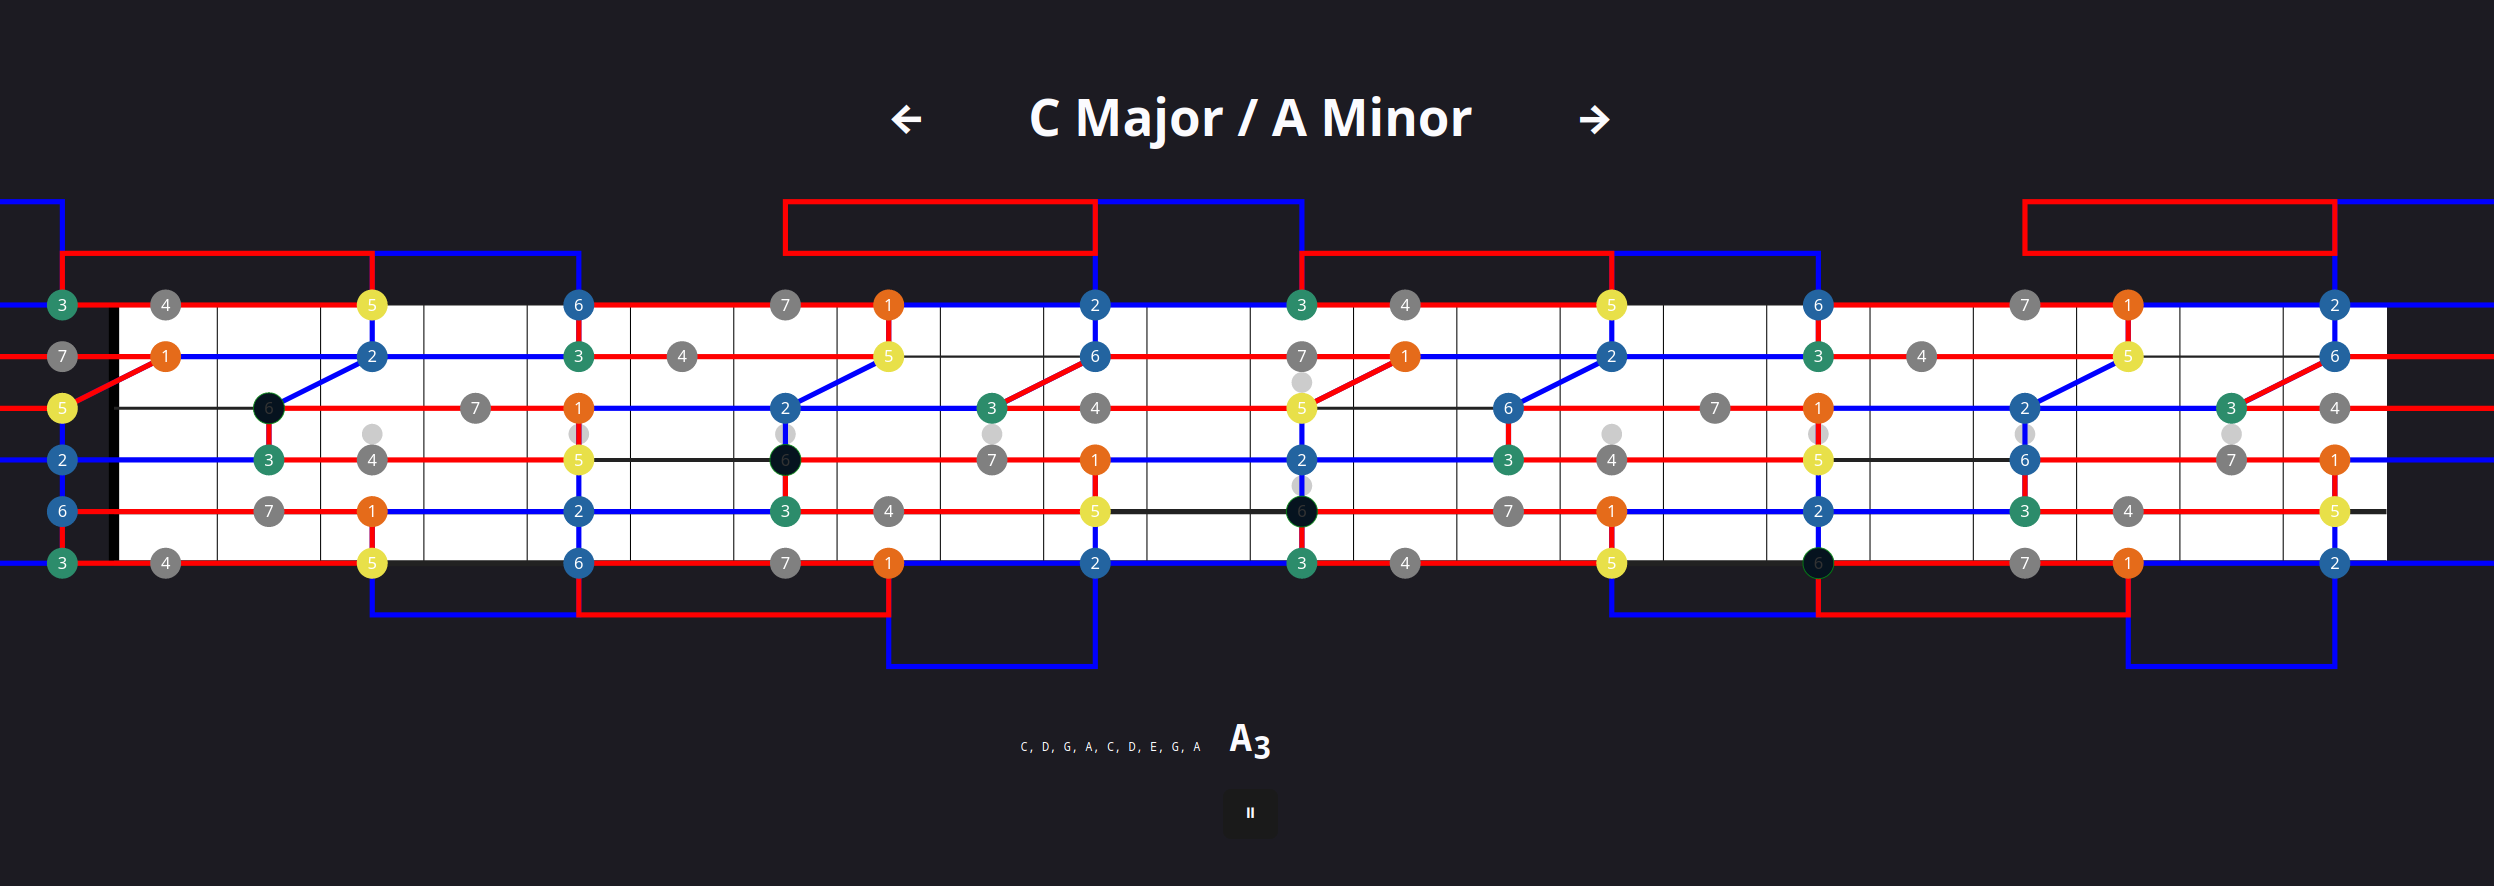 ← C Major / A Minor →
3 4 5 6 7 1 2 3 4 5 6 7 1 2
7 1 2 3 4 5 6 7 1 2 3 4 5 6
5 6 7 1 2 3 4 5 6 7 1 2 3 4
2 3 4 5 6 7 1 2 3 4 5 6 7 1
6 7 1 2 3 4 5 6 7 1 2 3 4 5
3 4 5 6 7 1 2 3 4 5 6 7 1 2
C, D, G, A, C, D, E, G, A A3